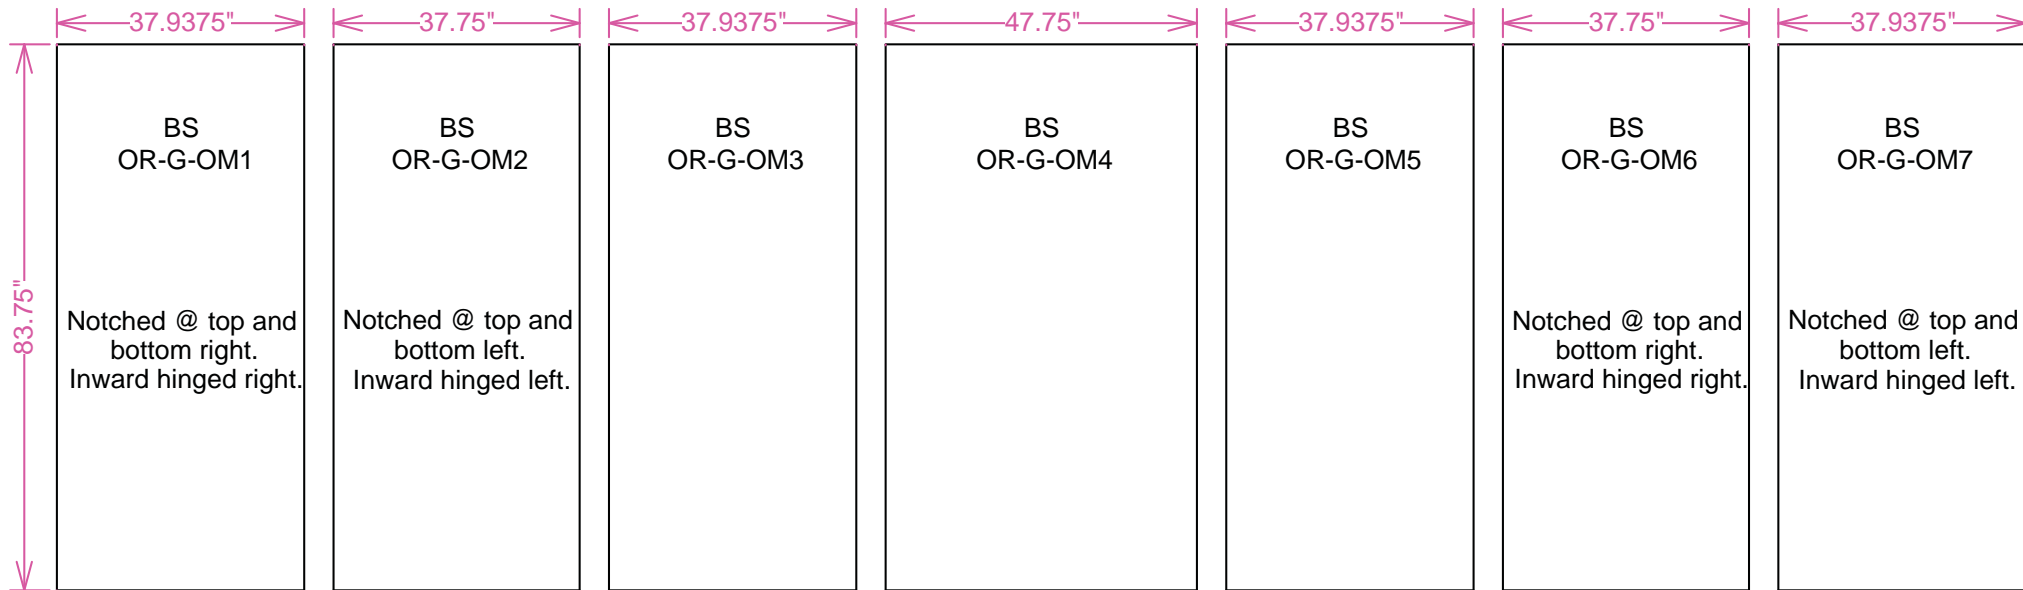 37.9375"
37.75"
37.9375"
47.75"
37.9375"
37.75"
37.9375"
83.75"
BS
OR-G-OM1
Notched @ top and
bottom right.
Inward hinged right.
BS
OR-G-OM2
Notched @ top and
bottom left.
Inward hinged left.
BS
OR-G-OM3
BS
OR-G-OM4
BS
OR-G-OM5
BS
OR-G-OM6
Notched @ top and
bottom right.
Inward hinged right.
BS
OR-G-OM7
Notched @ top and
bottom left.
Inward hinged left.